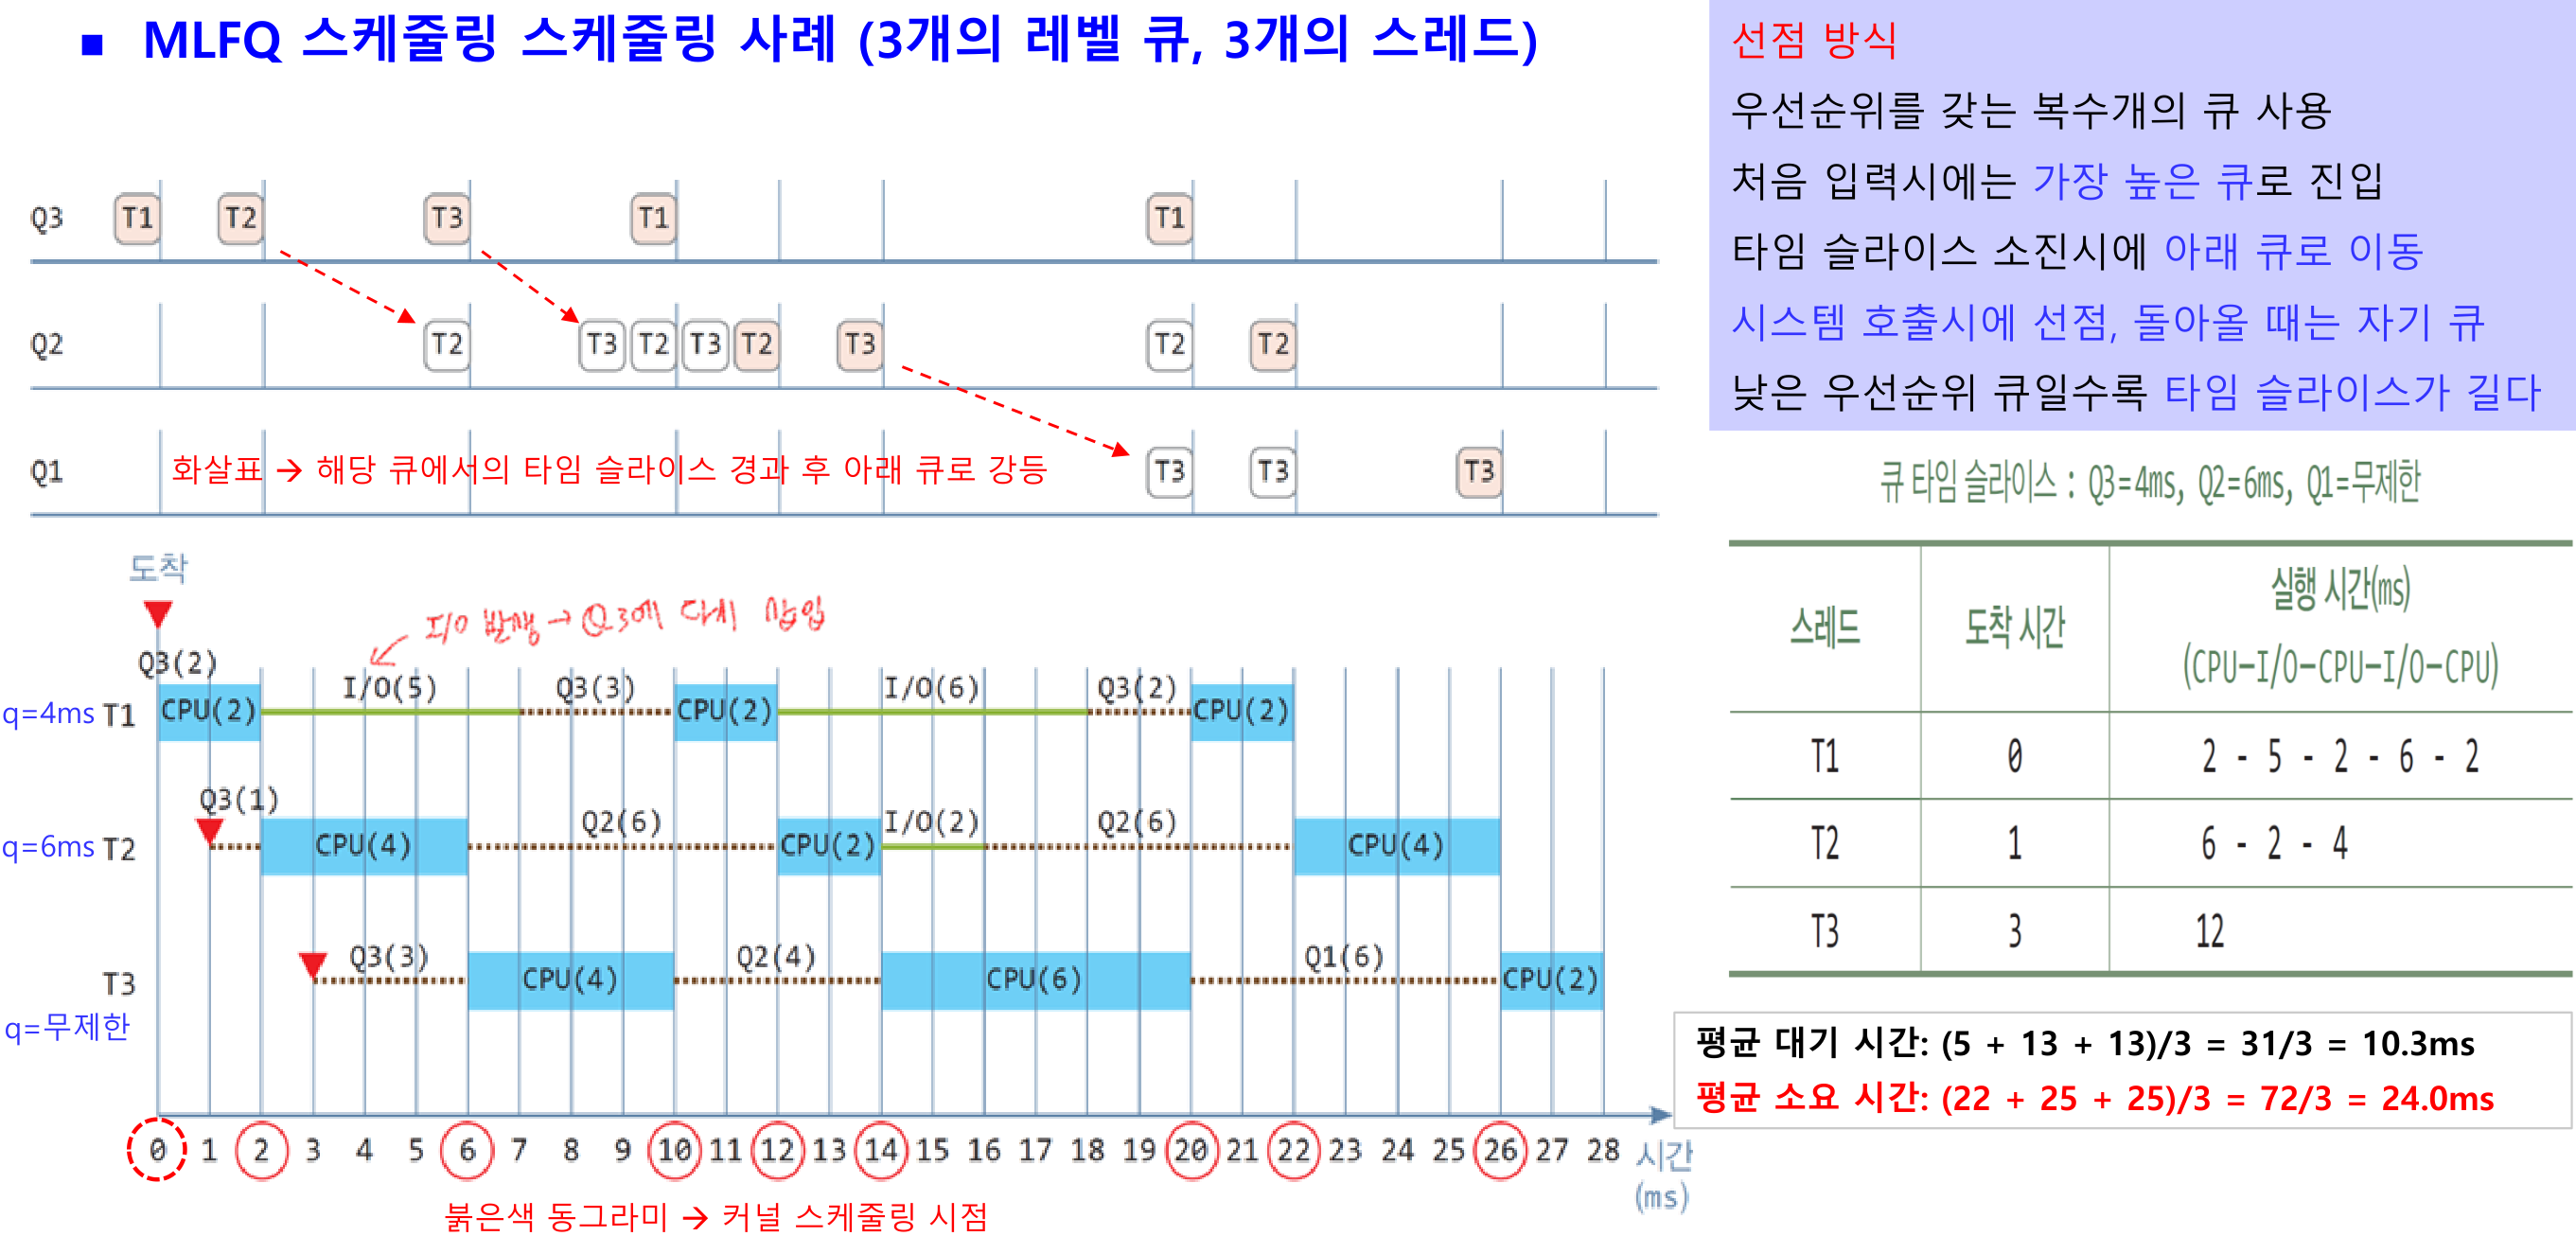 ▪ MLFQ 스케줄링 스케줄링 사례 (3개의 레벨 큐, 3개의 스레드)
선점 방식
우선순위를 갖는 복수개의 큐 사용
처음 입력시에는 가장 높은 큐로 진입
타임 슬라이스 소진시에 아래 큐로 이동
시스템 호출시에 선점, 돌아올 때는 자기 큐
낮은 우선순위 큐일수록 타임 슬라이스가 길다
Q3 T1 T2 T3 T1 T1
Q2 T2 T3 T2 T3 T2 T3 T2 T2
Q1 T3 T3 T3
화살표 → 해당 큐에서의 타임 슬라이스 경과 후 아래 큐로 강등
큐 타임 슬라이스 : Q3=4ms, Q2=6ms, Q1=무제한
스레드 도착 시간 실행 시간(ms)
(CPU-I/O-CPU-I/O-CPU)
T1 0 2 - 5 - 2 - 6 - 2
T2 1 6 - 2 - 4
T3 3 12
도착
I/O 발생 → Q3에 다시 삽입
Q3(2) I/O(5) Q3(3) I/O(6) Q3(2)
q=4ms T1 CPU(2) CPU(2) CPU(2)
Q3(1) Q2(6) I/O(2) Q2(6)
q=6ms T2 CPU(4) CPU(2) CPU(4)
Q3(3) Q2(4) Q1(6)
T3 CPU(4) CPU(6) CPU(2)
q=무제한
평균 대기 시간: (5 + 13 + 13)/3 = 31/3 = 10.3ms
평균 소요 시간: (22 + 25 + 25)/3 = 72/3 = 24.0ms
0 1 2 3 4 5 6 7 8 9 10 11 12 13 14 15 16 17 18 19 20 21 22 23 24 25 26 27 28 시간
(ms)
붉은색 동그라미 → 커널 스케줄링 시점